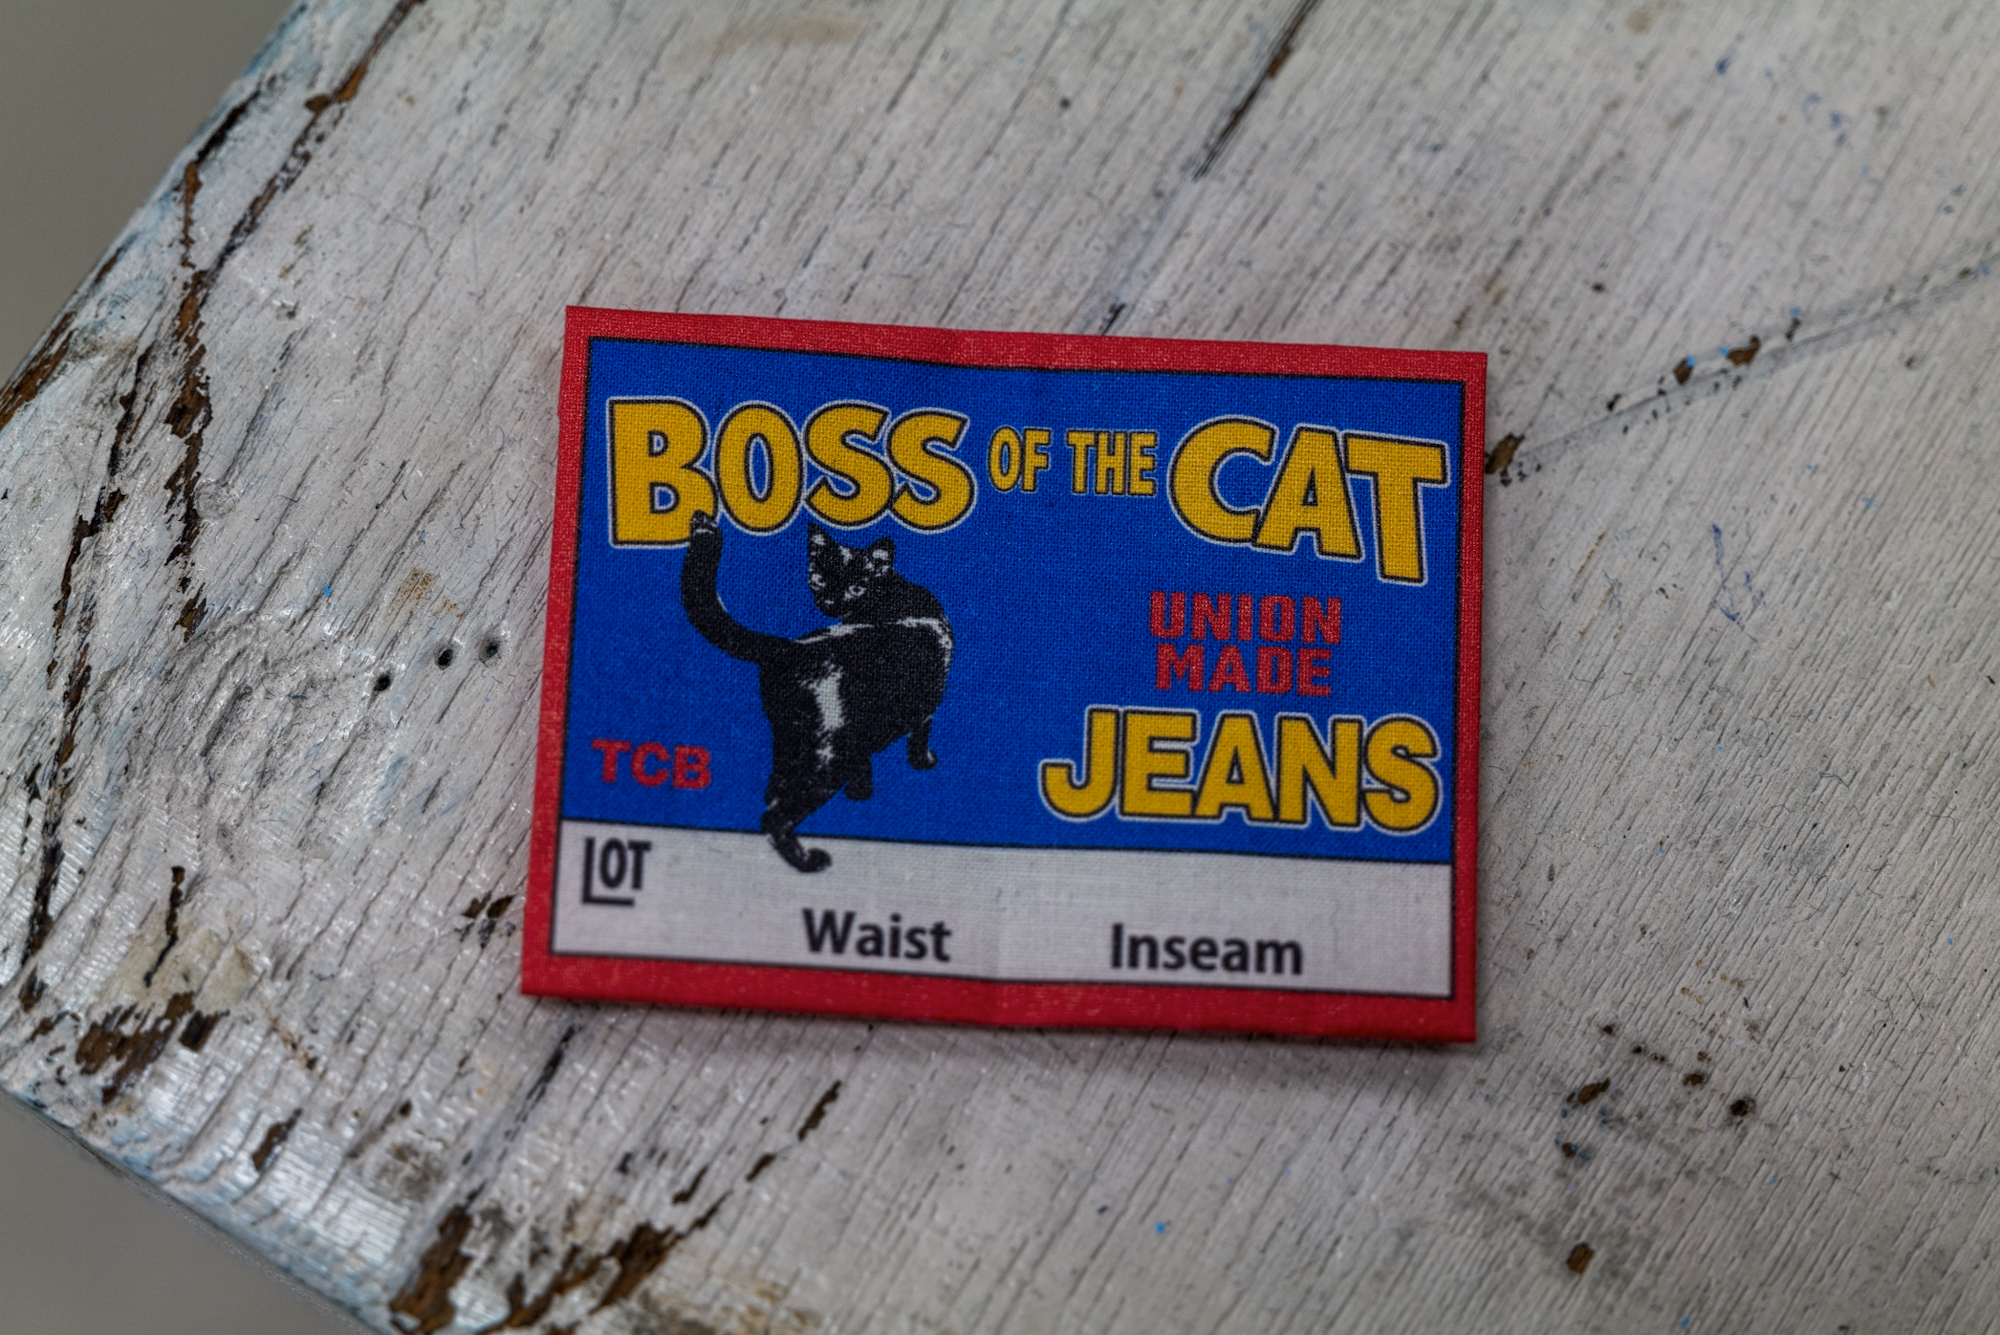 BOSS OF THE CAT
UNION
MADE
JEANS
TCB
LOT
Waist Inseam